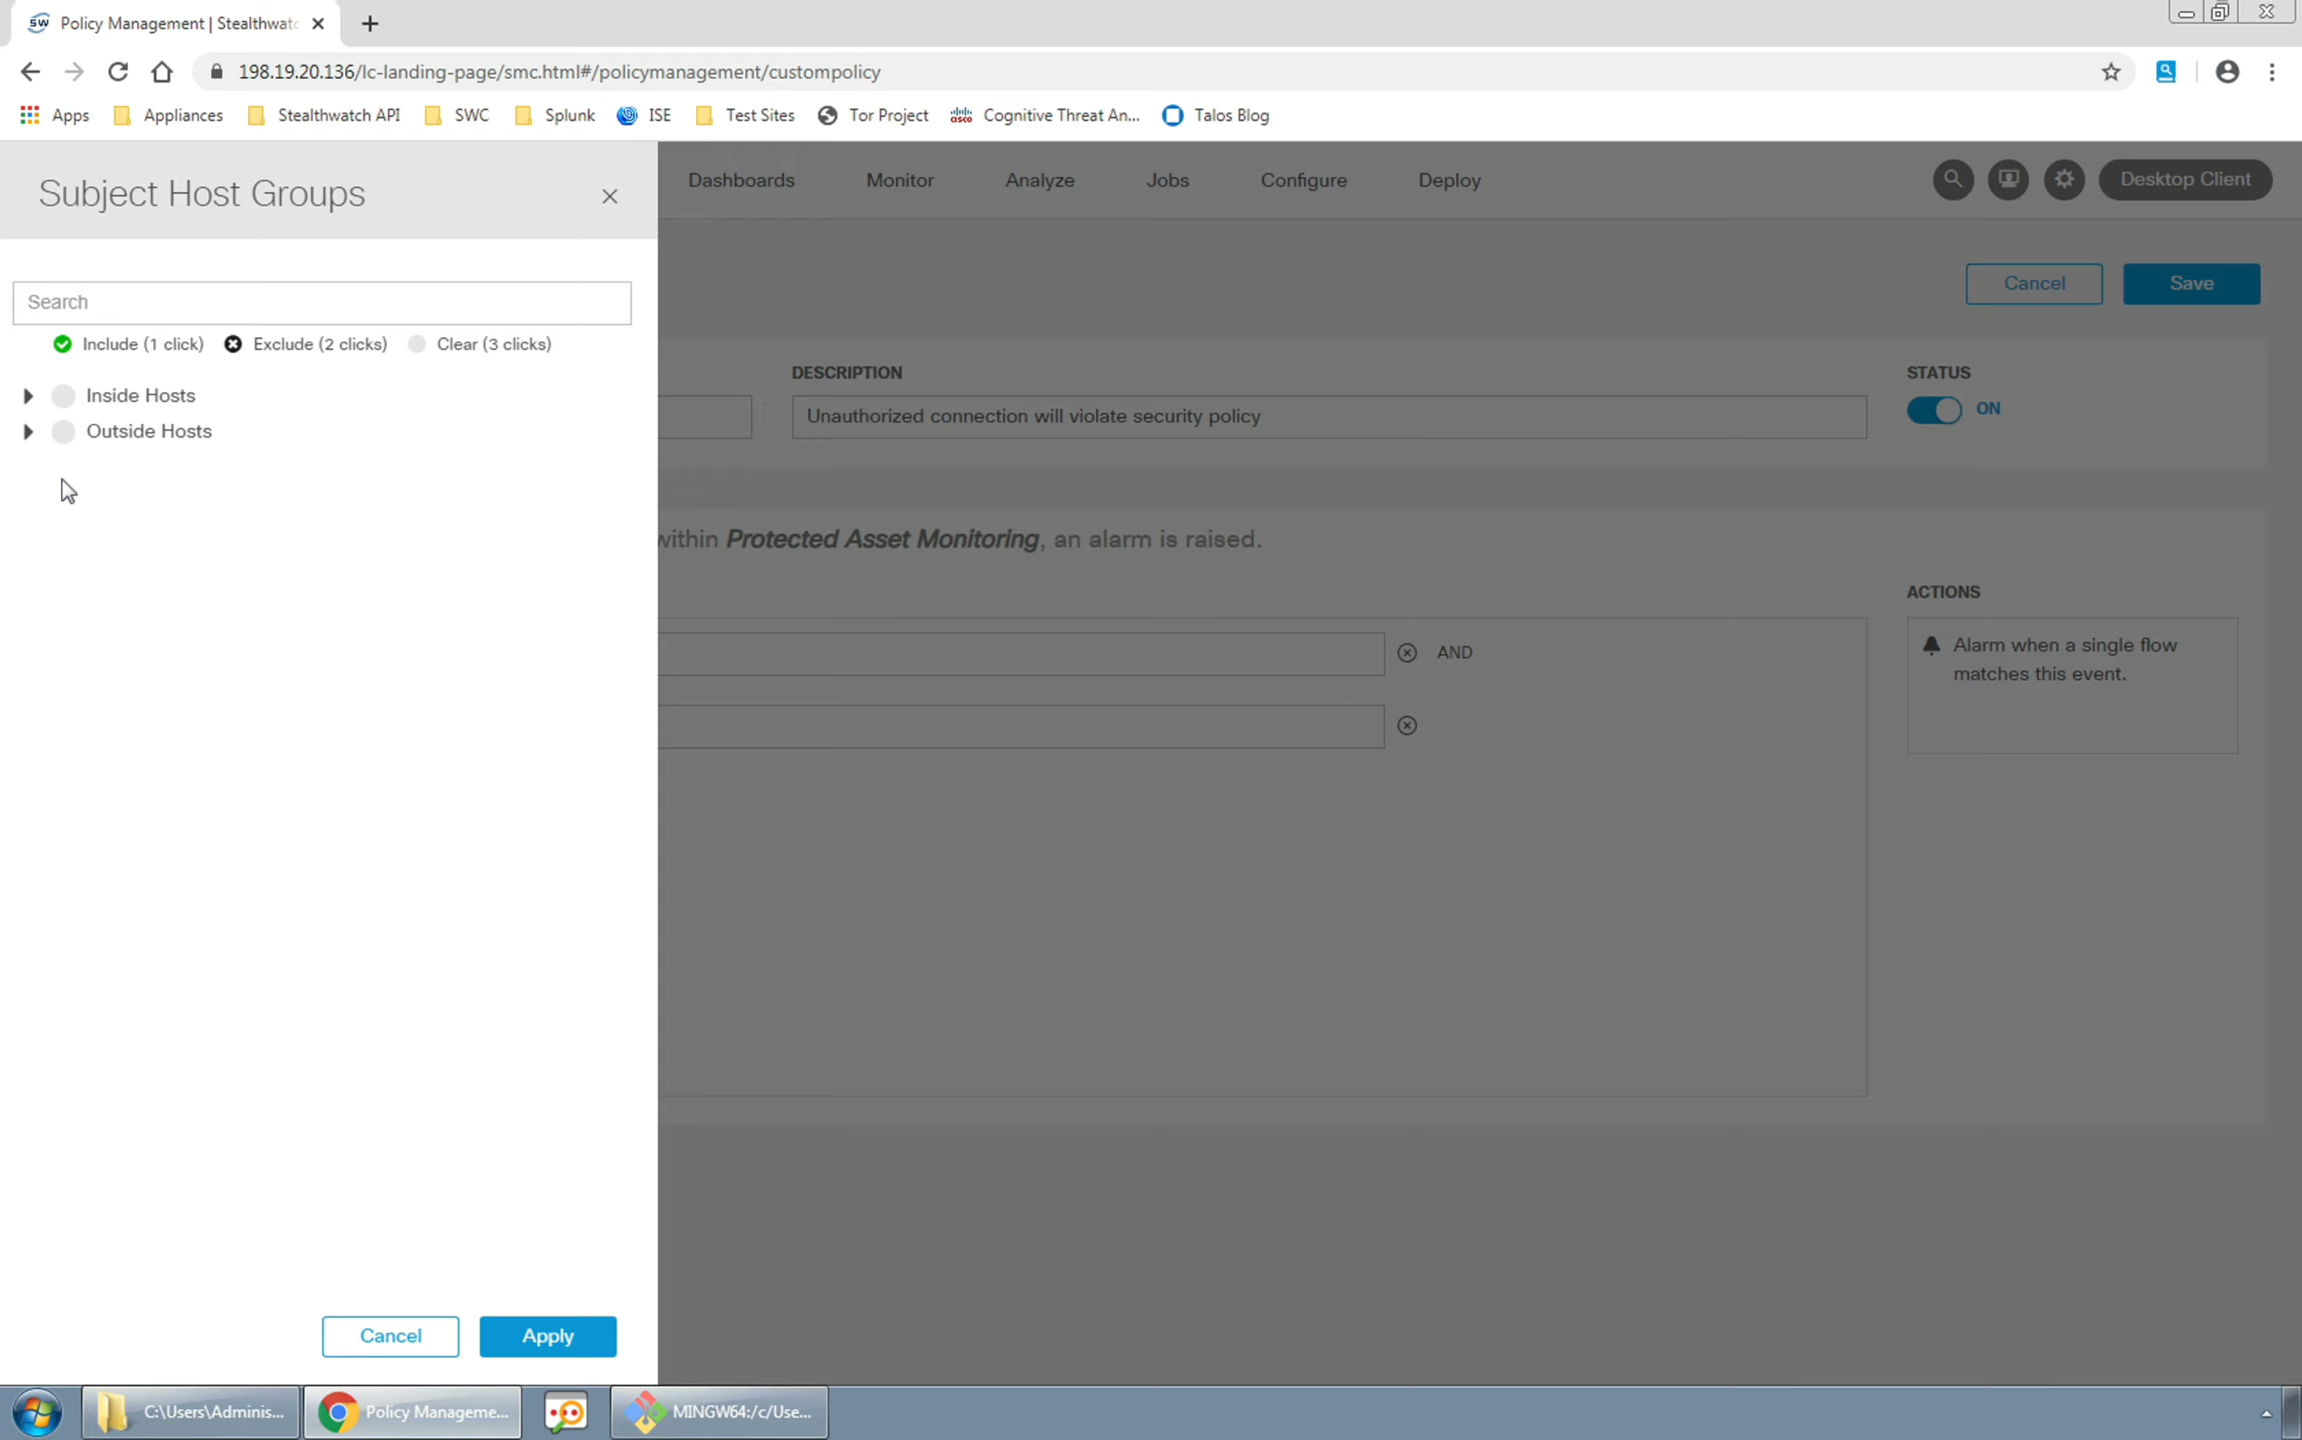 SW Policy Management | Stealthwatc
198.19.20.136/lc-landing-page/smc.html#/policymanagement/custompolicy
Apps Appliances Stealthwatch API SWC Splunk ISE Test Sites Tor Project Cognitive Threat An... Talos Blog
Subject Host Groups
Dashboards Monitor Analyze Jobs Configure Deploy Desktop Client
Cancel Save
Search
Include (1 click) Exclude (2 clicks) Clear (3 clicks)
DESCRIPTION STATUS
Inside Hosts
Unauthorized connection will violate security policy ON
Outside Hosts
within Protected Asset Monitoring, an alarm is raised.
ACTIONS
AND
Alarm when a single flow
matches this event.
Cancel Apply
C:\Users\Adminis... Policy Manageme... MINGW64:/c/Use...